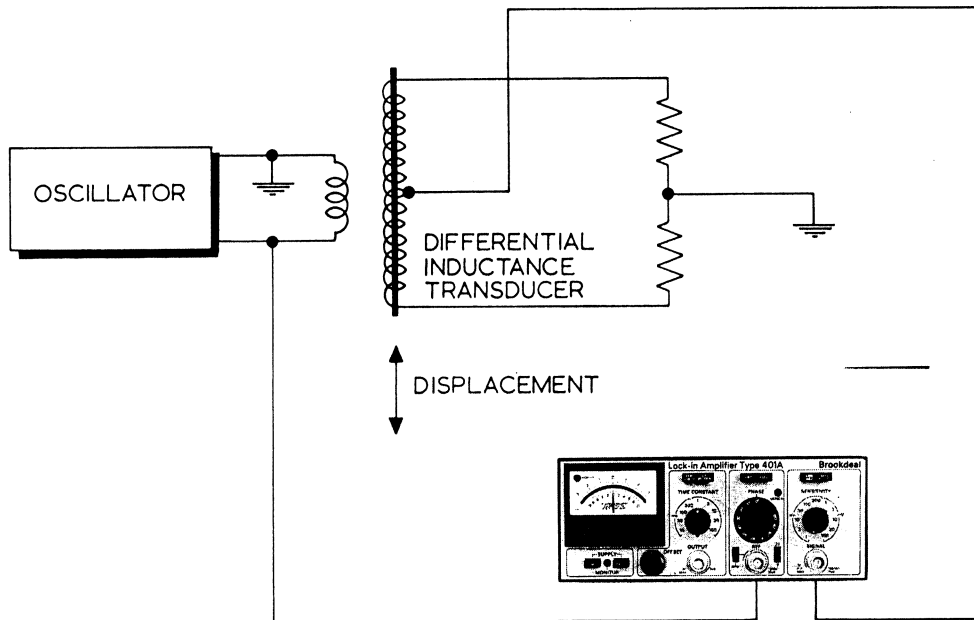 OSCILLATOR
DIFFERENTIAL
INDUCTANCE
TRANSDUCER
DISPLACEMENT
Lock-in Amplifier Type 401A
Brookdeal
TIME CONSTANT
PHASE
SENSITIVITY
OUTPUT
REF
SIGNAL
OFFSET
SUPPLY
MONITOR